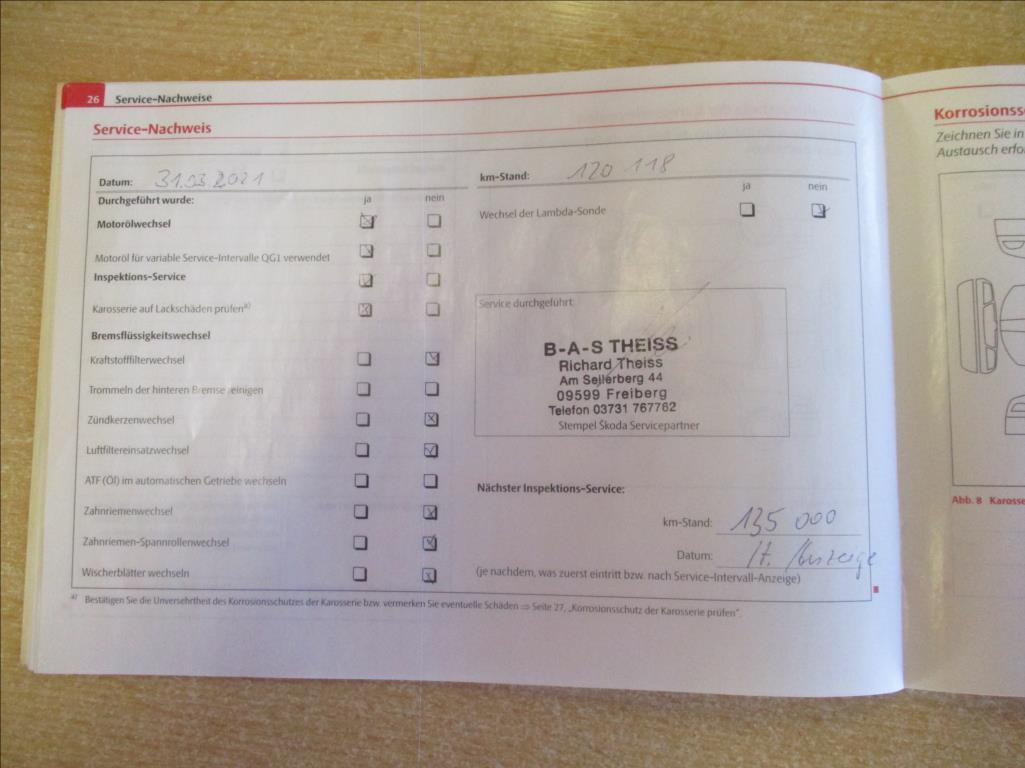 26 Service-Nachweise
Service-Nachweis
Datum: 31.03.2021
km-Stand: 120 118
Durchgeführt wurde: ja nein
ja nein
Motorölwechsel
Wechsel der Lambda-Sonde
Motoröl für variable Service-Intervalle QG1 verwendet
Inspektions-Service
Karosserie auf Lackschäden prüfen a)
Bremsflüssigkeitswechsel
Kraftstofffilterwechsel
Trommeln der hinteren Bremse reinigen
Zündkerzenwechsel
Luftfiltereinsatzwechsel
ATF (Öl) im automatischen Getriebe wechseln
Zahnriemenwechsel
Zahnriemen-Spannrollenwechsel
Wischerblätter wechseln
Service durchgeführt:
B-A-S THEISS
Richard Theiss
Am Seilerberg 44
09599 Freiberg
Telefon 03731 767762
Stempel Škoda Servicepartner
Nächster Inspektions-Service:
km-Stand: 135 000
Datum: lt. Anzeige
(je nachdem, was zuerst eintritt bzw. nach Service-Intervall-Anzeige)
a) Bestätigen Sie die Unversehrtheit des Korrosionsschutzes der Karosserie bzw. vermerken Sie eventuelle Schäden ⇒ Seite 27, „Korrosionsschutz der Karosserie prüfen“.
Korrosionss
Zeichnen Sie in
Austausch erfo
Abb. 8 Karosse